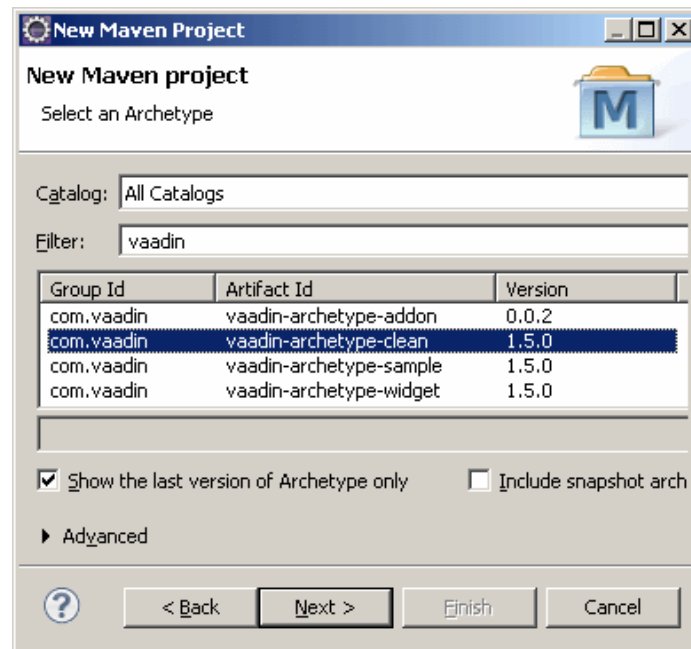 New Maven Project
New Maven project
Select an Archetype
M
Catalog: All Catalogs
Filter: vaadin
Group Id Artifact Id Version
com.vaadin vaadin-archetype-addon 0.0.2
com.vaadin vaadin-archetype-clean 1.5.0
com.vaadin vaadin-archetype-sample 1.5.0
com.vaadin vaadin-archetype-widget 1.5.0
Show the last version of Archetype only Include snapshot arch
Advanced
? < Back Next > Finish Cancel